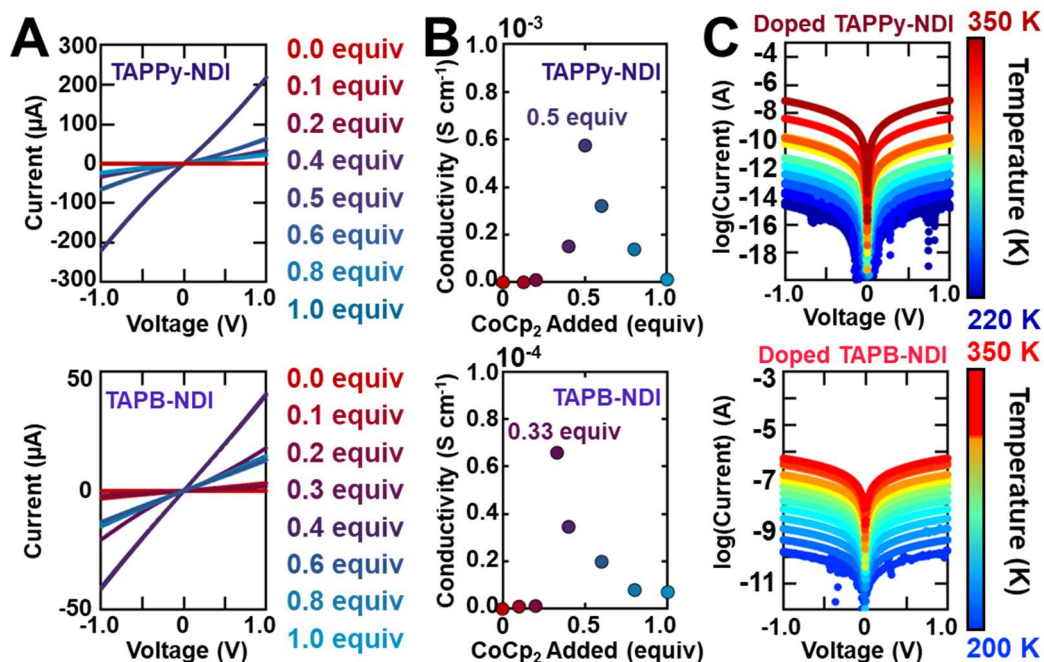 A
TAPPy-NDI
300
200
100
0
-100
-200
-300
-1.0
0
1.0
Current (µA)
Voltage (V)
0.0 equiv
0.1 equiv
0.2 equiv
0.4 equiv
0.5 equiv
0.6 equiv
0.8 equiv
1.0 equiv
B
10-3
TAPPy-NDI
0.5 equiv
1.0
0.8
0.6
0.4
0.2
0.0
0
0.5
1.0
Conductivity (S cm-1)
CoCp2 Added (equiv)
C
Doped TAPPy-NDI
-4
-6
-8
-10
-12
-14
-16
-18
-1.0
0
1.0
log(Current) (A)
Voltage (V)
350 K
Temperature (K)
220 K
TAPB-NDI
50
0
-50
-1.0
0
1.0
Current (µA)
Voltage (V)
0.0 equiv
0.1 equiv
0.2 equiv
0.3 equiv
0.4 equiv
0.6 equiv
0.8 equiv
1.0 equiv
10-4
TAPB-NDI
0.33 equiv
1.0
0.8
0.6
0.4
0.2
0.0
0
0.5
1.0
Conductivity (S cm-1)
CoCp2 Added (equiv)
Doped TAPB-NDI
-3
-5
-7
-9
-11
-1.0
0
1.0
log(Current) (A)
Voltage (V)
350 K
Temperature (K)
200 K